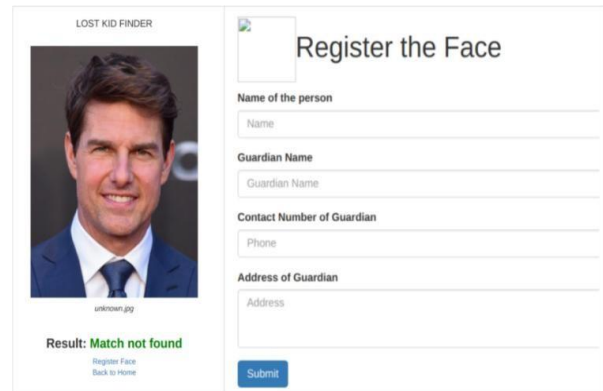 LOST KID FINDER
unknown.jpg
Result: Match not found
Register Face
Back to Home
Register the Face
Name of the person
Name
Guardian Name
Guardian Name
Contact Number of Guardian
Phone
Address of Guardian
Address
Submit